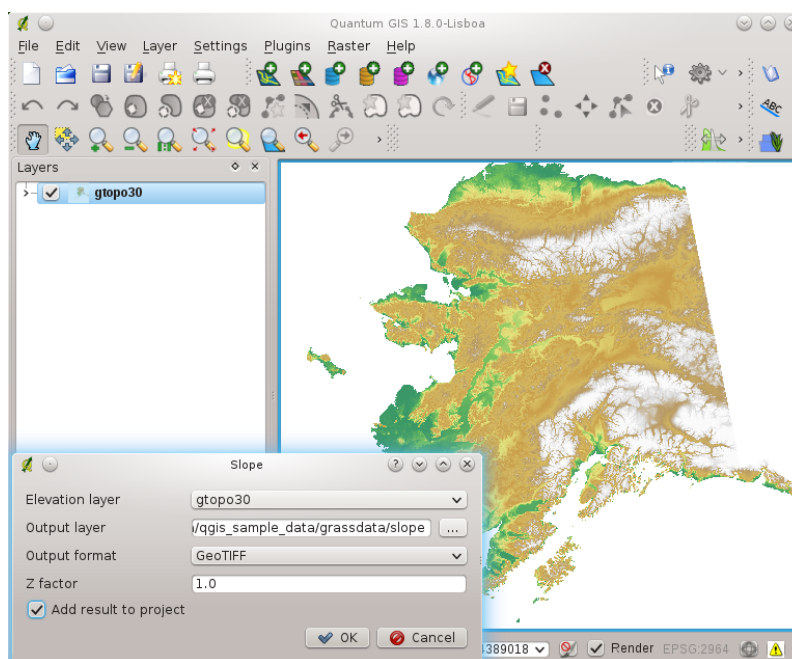 Quantum GIS 1.8.0-Lisboa
File Edit View Layer Settings Plugins Raster Help
ABC
Layers
gtopo30
Slope
Elevation layer gtopo30
Output layer /qgis_sample_data/grassdata/slope ...
Output format GeoTIFF
Z factor 1.0
Add result to project
OK Cancel
4389018 Render EPSG:2964